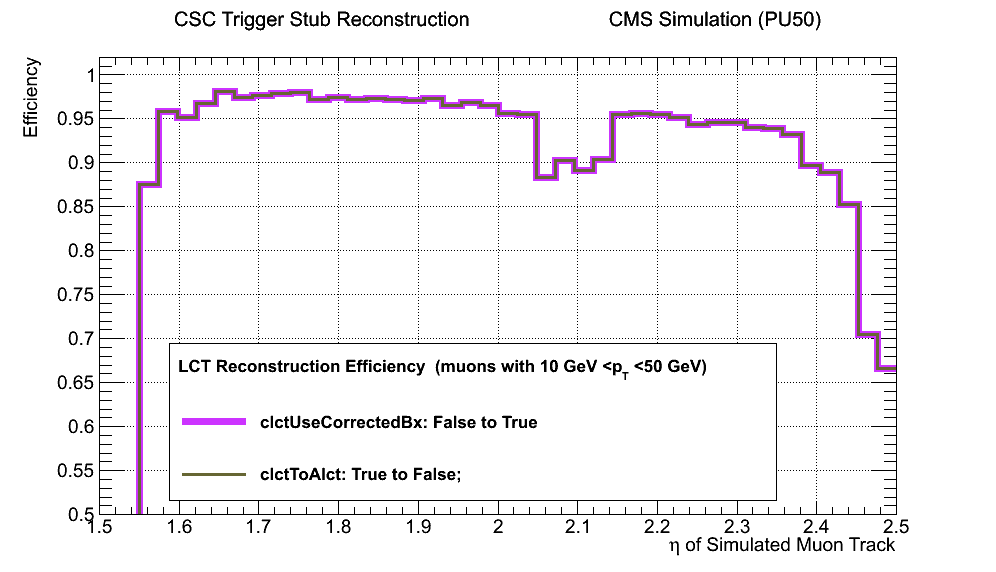 CSC Trigger Stub Reconstruction CMS Simulation (PU50)
Efficiency
1
0.95
0.9
0.85
0.8
0.75
0.7
0.65
0.6
0.55
0.5
LCT Reconstruction Efficiency (muons with 10 GeV <pT <50 GeV)
clctUseCorrectedBx: False to True
clctToAlct: True to False;
1.5 1.6 1.7 1.8 1.9 2 2.1 2.2 2.3 2.4 2.5
η of Simulated Muon Track